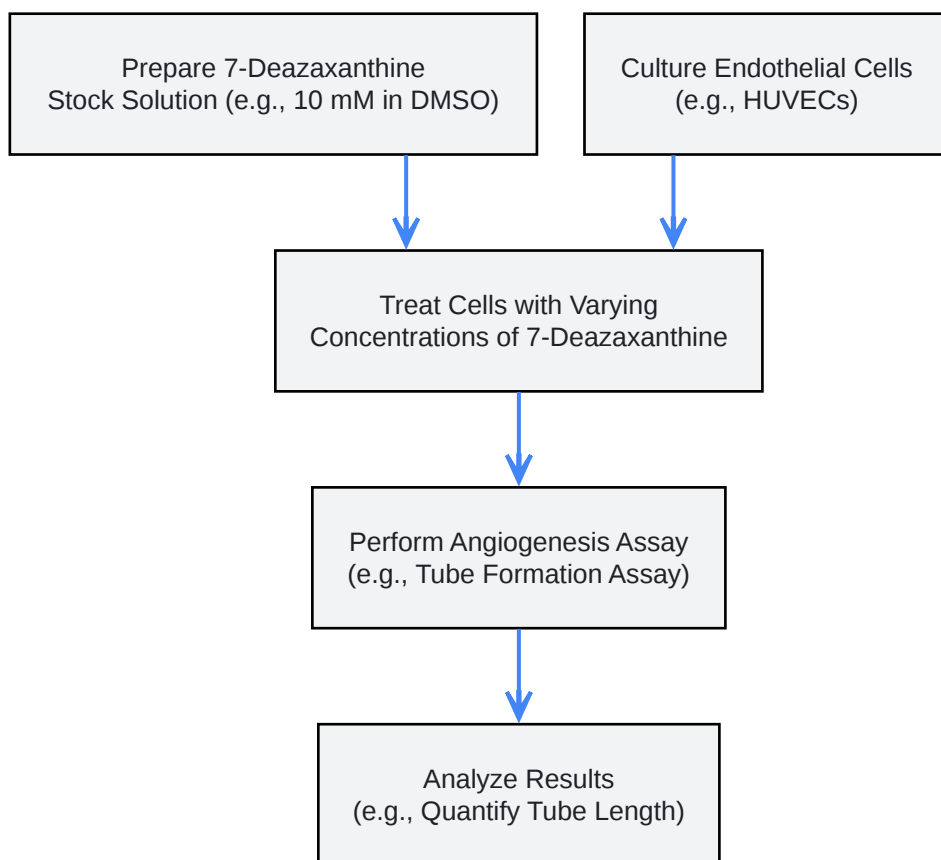 Prepare 7-Deazaxanthine
Stock Solution (e.g., 10 mM in DMSO)
Culture Endothelial Cells
(e.g., HUVECs)
Treat Cells with Varying
Concentrations of 7-Deazaxanthine
Perform Angiogenesis Assay
(e.g., Tube Formation Assay)
Analyze Results
(e.g., Quantify Tube Length)